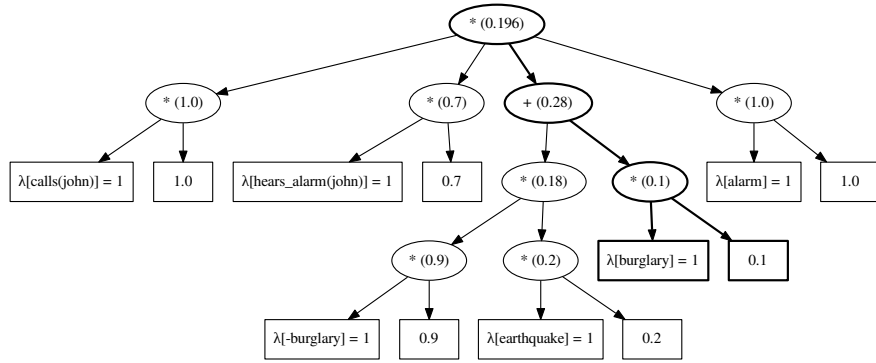 * (0.196)
* (1.0)
* (0.7)
+ (0.28)
* (1.0)
λ[calls(john)] = 1
1.0
λ[hears_alarm(john)] = 1
0.7
* (0.18)
* (0.1)
λ[alarm] = 1
1.0
* (0.9)
* (0.2)
λ[burglary] = 1
0.1
λ[-burglary] = 1
0.9
λ[earthquake] = 1
0.2